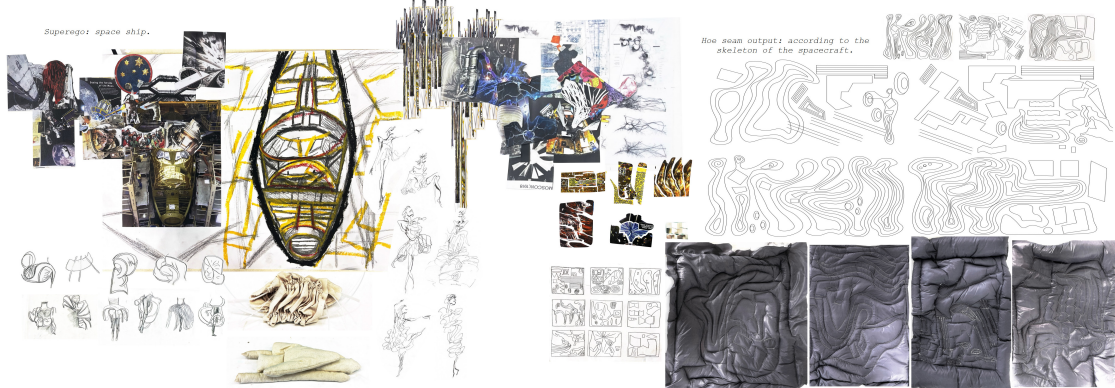 Superego: space ship.
Hoe seam output: according to the
skeleton of the spacecraft.